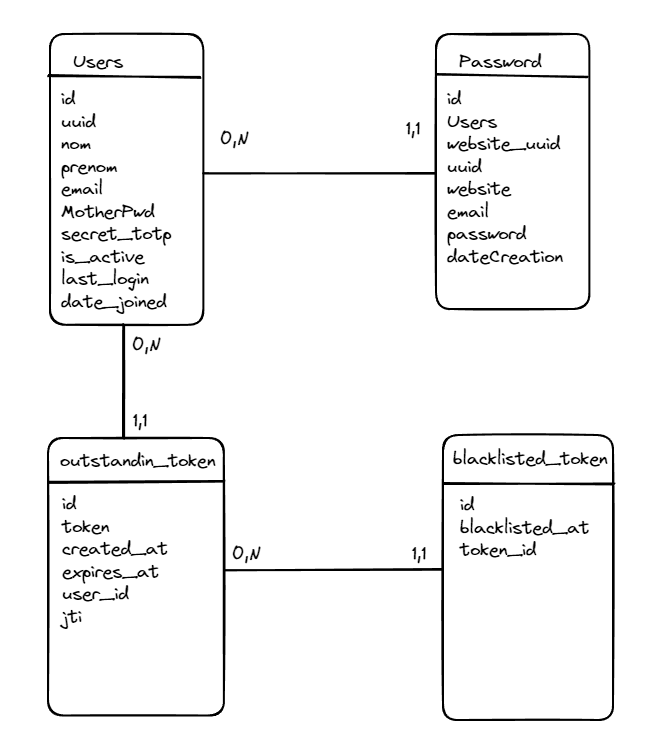 Users
id
uuid
nom
prenom
email
MotherPwd
secret_totp
is_active
last_login
date_joined
0,N
1,1
Password
id
Users
website_uuid
uuid
website
email
password
dateCreation
0,N
1,1
outstandin_token
id
token
created_at
expires_at
user_id
jti
0,N
1,1
blacklisted_token
id
blacklisted_at
token_id